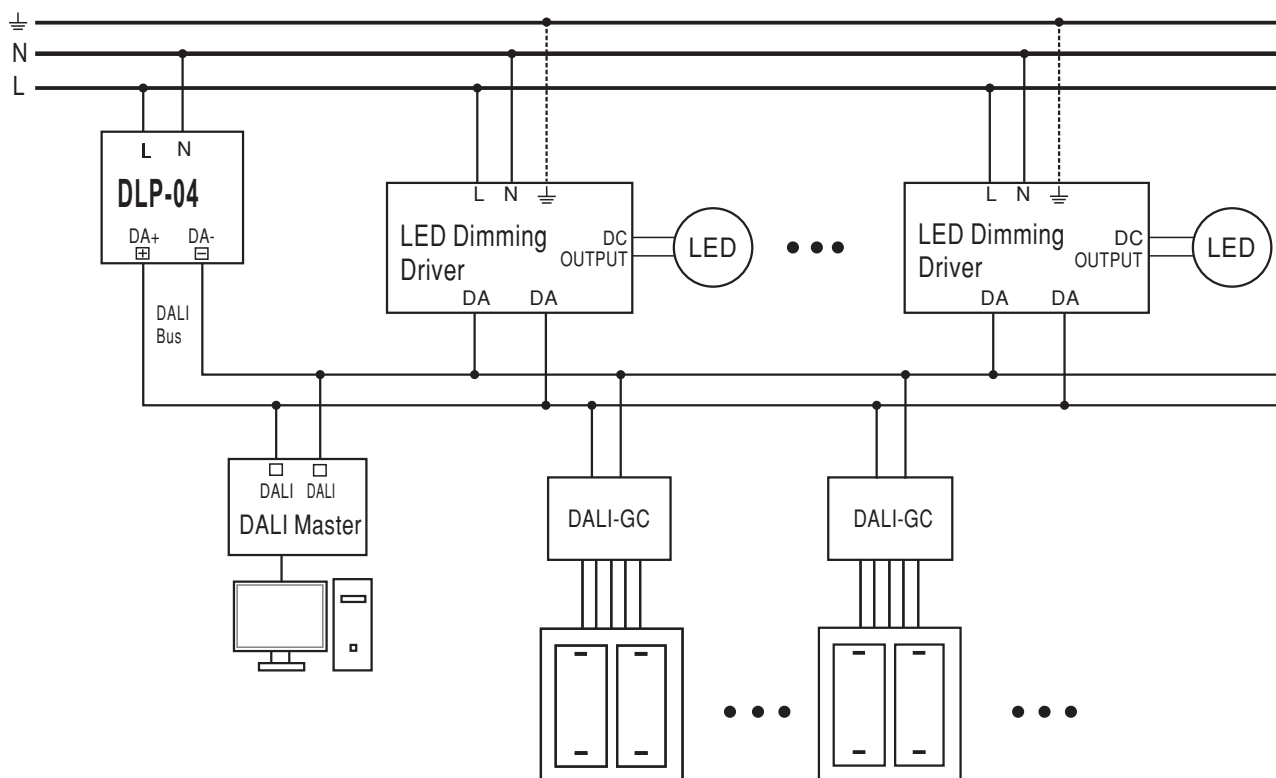 N
L
L N
DLP-04
DA+ DA-
DALI
Bus
L N
LED Dimming
Driver
DC
OUTPUT
DA DA
LED
L N
LED Dimming
Driver
DC
OUTPUT
DA DA
LED
DALI DALI
DALI Master
DALI-GC
DALI-GC